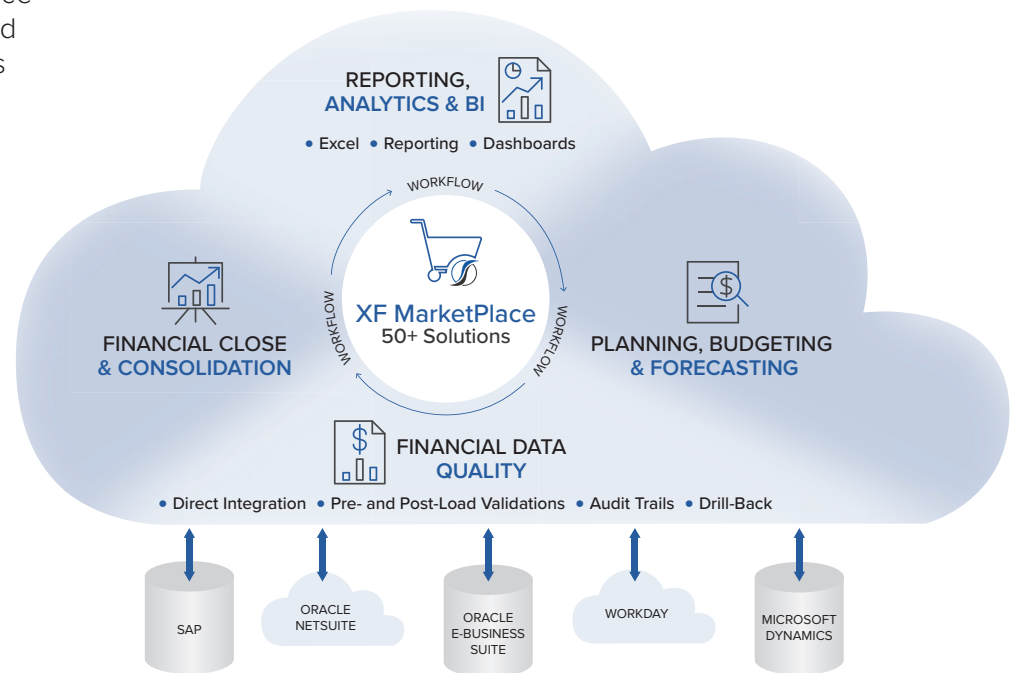 d
s
REPORTING,
ANALYTICS & BI
• Excel • Reporting • Dashboards
WORKFLOW
XF MarketPlace
50+ Solutions
WORKFLOW
WORKFLOW
FINANCIAL CLOSE
& CONSOLIDATION
PLANNING, BUDGETING
& FORECASTING
FINANCIAL DATA
QUALITY
• Direct Integration • Pre- and Post-Load Validations • Audit Trails • Drill-Back
SAP
ORACLE
NETSUITE
ORACLE
E-BUSINESS
SUITE
WORKDAY
MICROSOFT
DYNAMICS